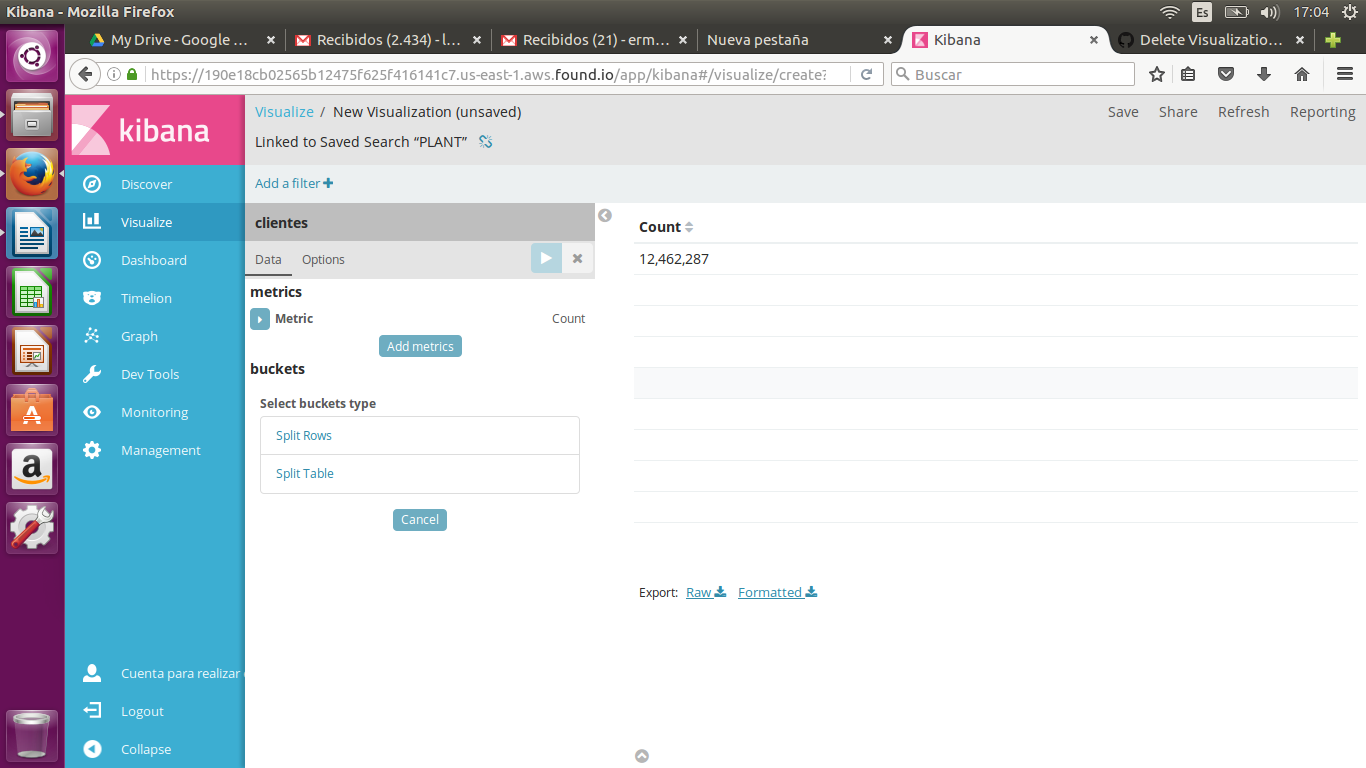 Kibana - Mozilla Firefox
Es
17:04
My Drive - Google ...
Recibidos (2.434) - l...
Recibidos (21) - erm...
Nueva pestaña
Kibana
Delete Visualizatio...
https://190e18cb02565b12475f625f416141c7.us-east-1.aws.found.io/app/kibana#/visualize/create?
Buscar
kibana
Visualize / New Visualization (unsaved)
Save
Share
Refresh
Reporting
Linked to Saved Search “PLANT”
Add a filter
Discover
Visualize
Dashboard
Timelion
Graph
Dev Tools
Monitoring
Management
Cuenta para realizar
Logout
Collapse
clientes
Data
Options
metrics
Metric
Count
Add metrics
buckets
Select buckets type
Split Rows
Split Table
Cancel
Count
12,462,287
Export: Raw Formatted